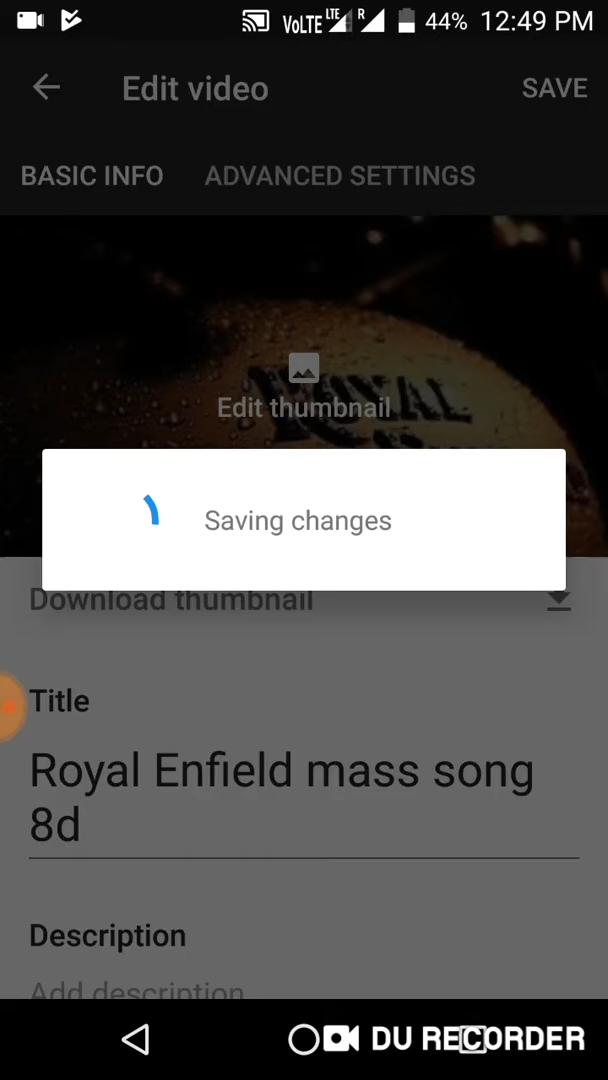 VoLTE LTE R 44% 12:49 PM
Edit video SAVE
BASIC INFO ADVANCED SETTINGS
ROYAL
Edit thumbnail
Saving changes
Download thumbnail
Title
Royal Enfield mass song
8d
Description
Add description
DU RECORDER